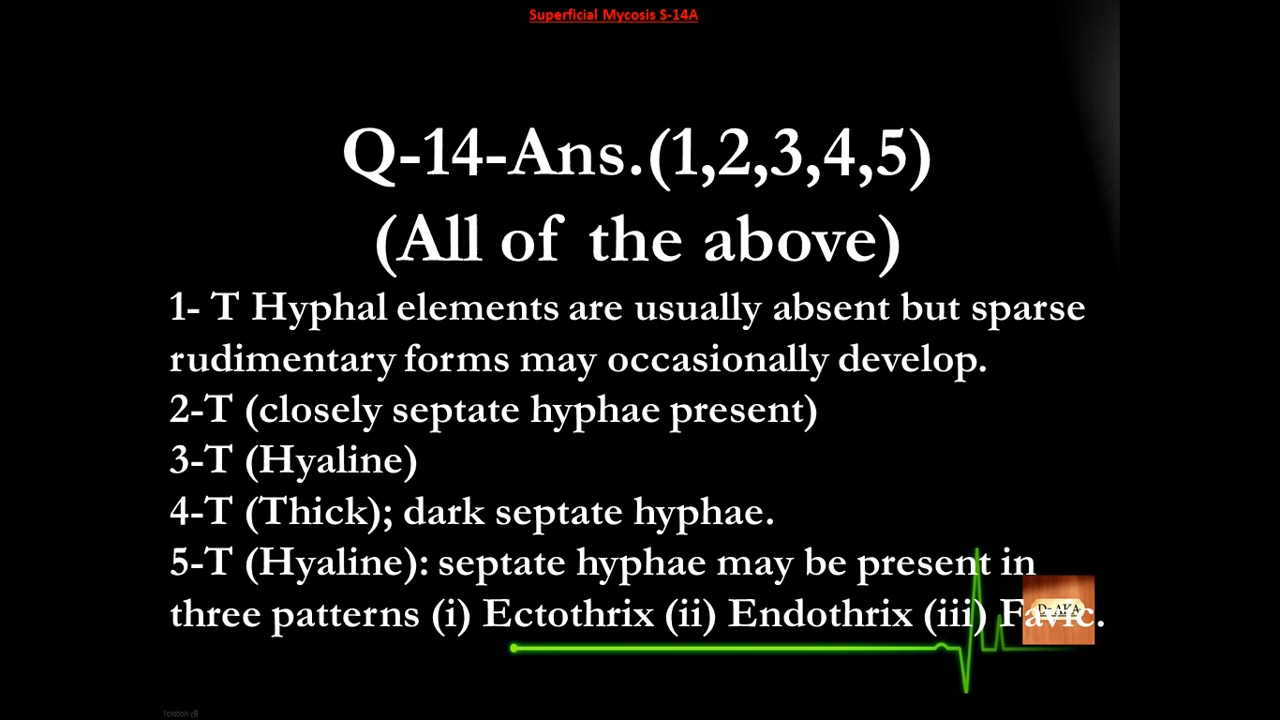 Superficial Mycosis S-14A
Q-14-Ans.(1,2,3,4,5)
(All of the above)
1- T Hyphal elements are usually absent but sparse
rudimentary forms may occasionally develop.
2-T (closely septate hyphae present)
3-T (Hyaline)
4-T (Thick); dark septate hyphae.
5-T (Hyaline): septate hyphae may be present in
three patterns (i) Ectothrix (ii) Endothrix (iii) Favic.
D-AKA